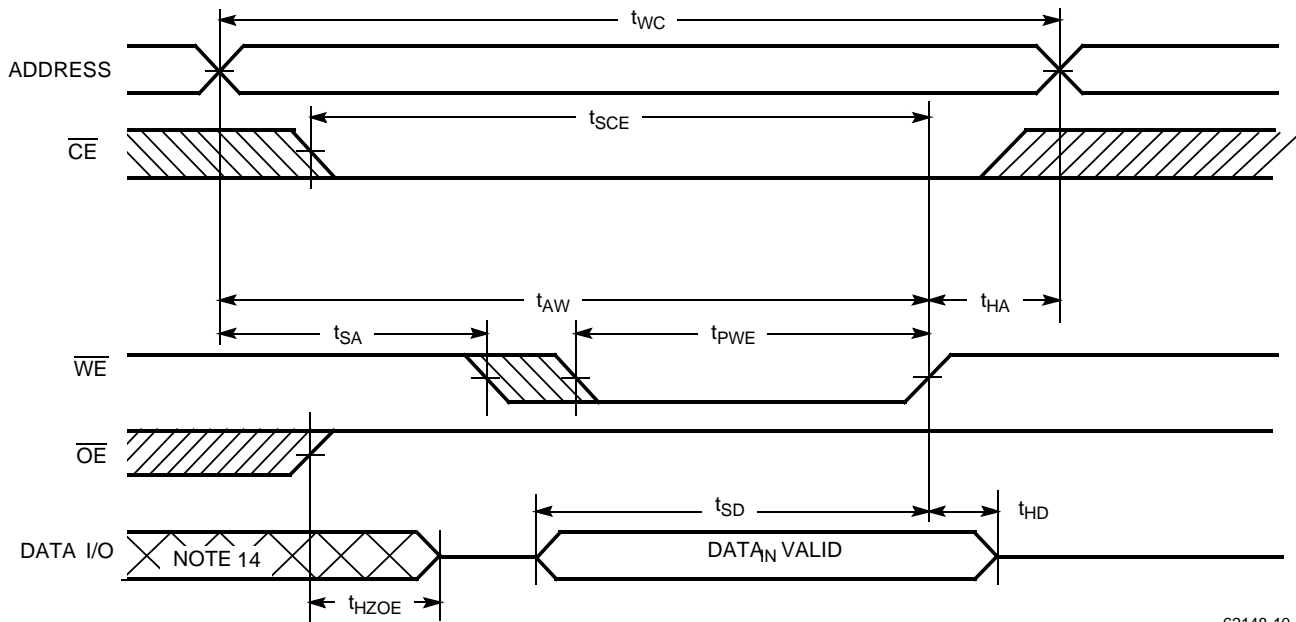 tWC
ADDRESS
tSCE
CE
tAW
tHA
tSA
tPWE
WE
OE
tSD
tHD
DATA I/O
NOTE 14
DATAIN VALID
tHZOE